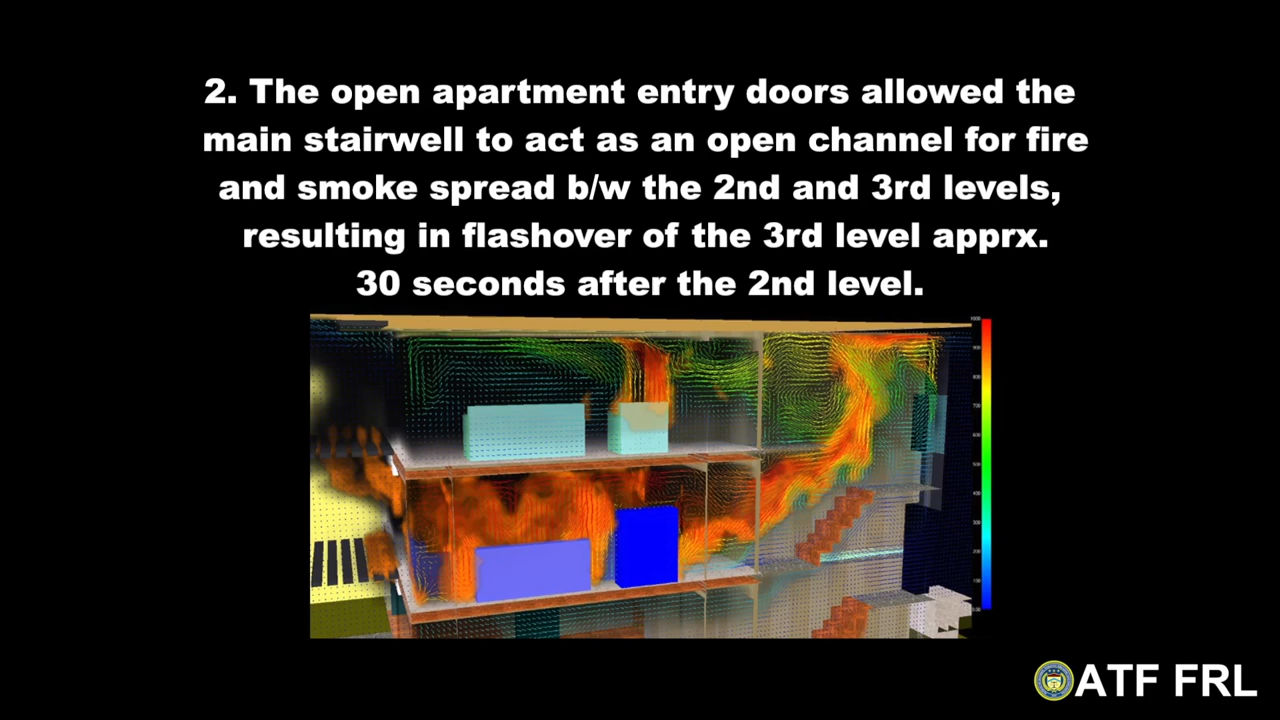 2. The open apartment entry doors allowed the
main stairwell to act as an open channel for fire
and smoke spread b/w the 2nd and 3rd levels,
resulting in flashover of the 3rd level apprx.
30 seconds after the 2nd level.
ATF FRL